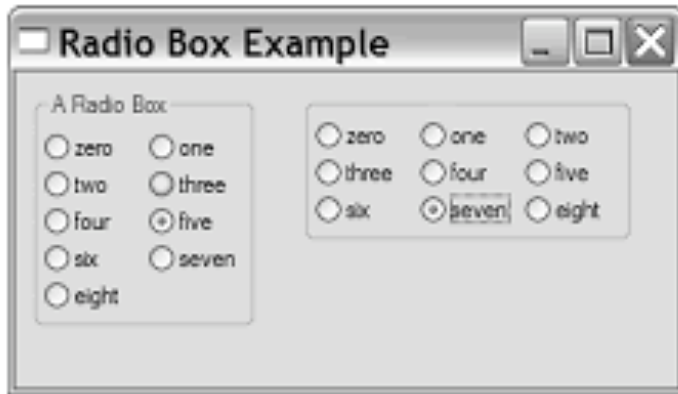 Radio Box Example
A Radio Box
zero one
two three
four five
six seven
eight
zero one two
three four five
six seven eight